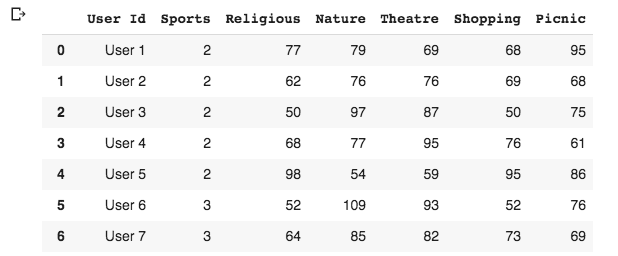 User Id Sports Religious Nature Theatre Shopping Picnic
0 User 1 2 77 79 69 68 95
1 User 2 2 62 76 76 69 68
2 User 3 2 50 97 87 50 75
3 User 4 2 68 77 95 76 61
4 User 5 2 98 54 59 95 86
5 User 6 3 52 109 93 52 76
6 User 7 3 64 85 82 73 69